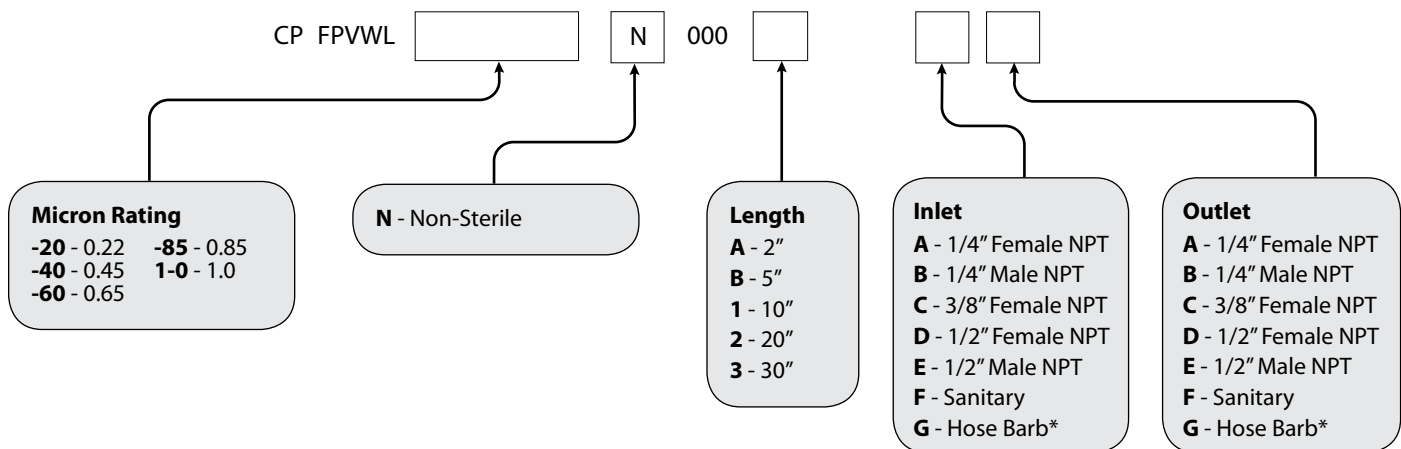 CP FPVWL N 000
Micron Rating
-20 - 0.22 -85 - 0.85
-40 - 0.45 1-0 - 1.0
-60 - 0.65
N - Non-Sterile
Length
A - 2”
B - 5”
1 - 10”
2 - 20”
3 - 30”
Inlet
A - 1/4” Female NPT
B - 1/4” Male NPT
C - 3/8” Female NPT
D - 1/2” Female NPT
E - 1/2” Male NPT
F - Sanitary
G - Hose Barb*
Outlet
A - 1/4” Female NPT
B - 1/4” Male NPT
C - 3/8” Female NPT
D - 1/2” Female NPT
E - 1/2” Male NPT
F - Sanitary
G - Hose Barb*